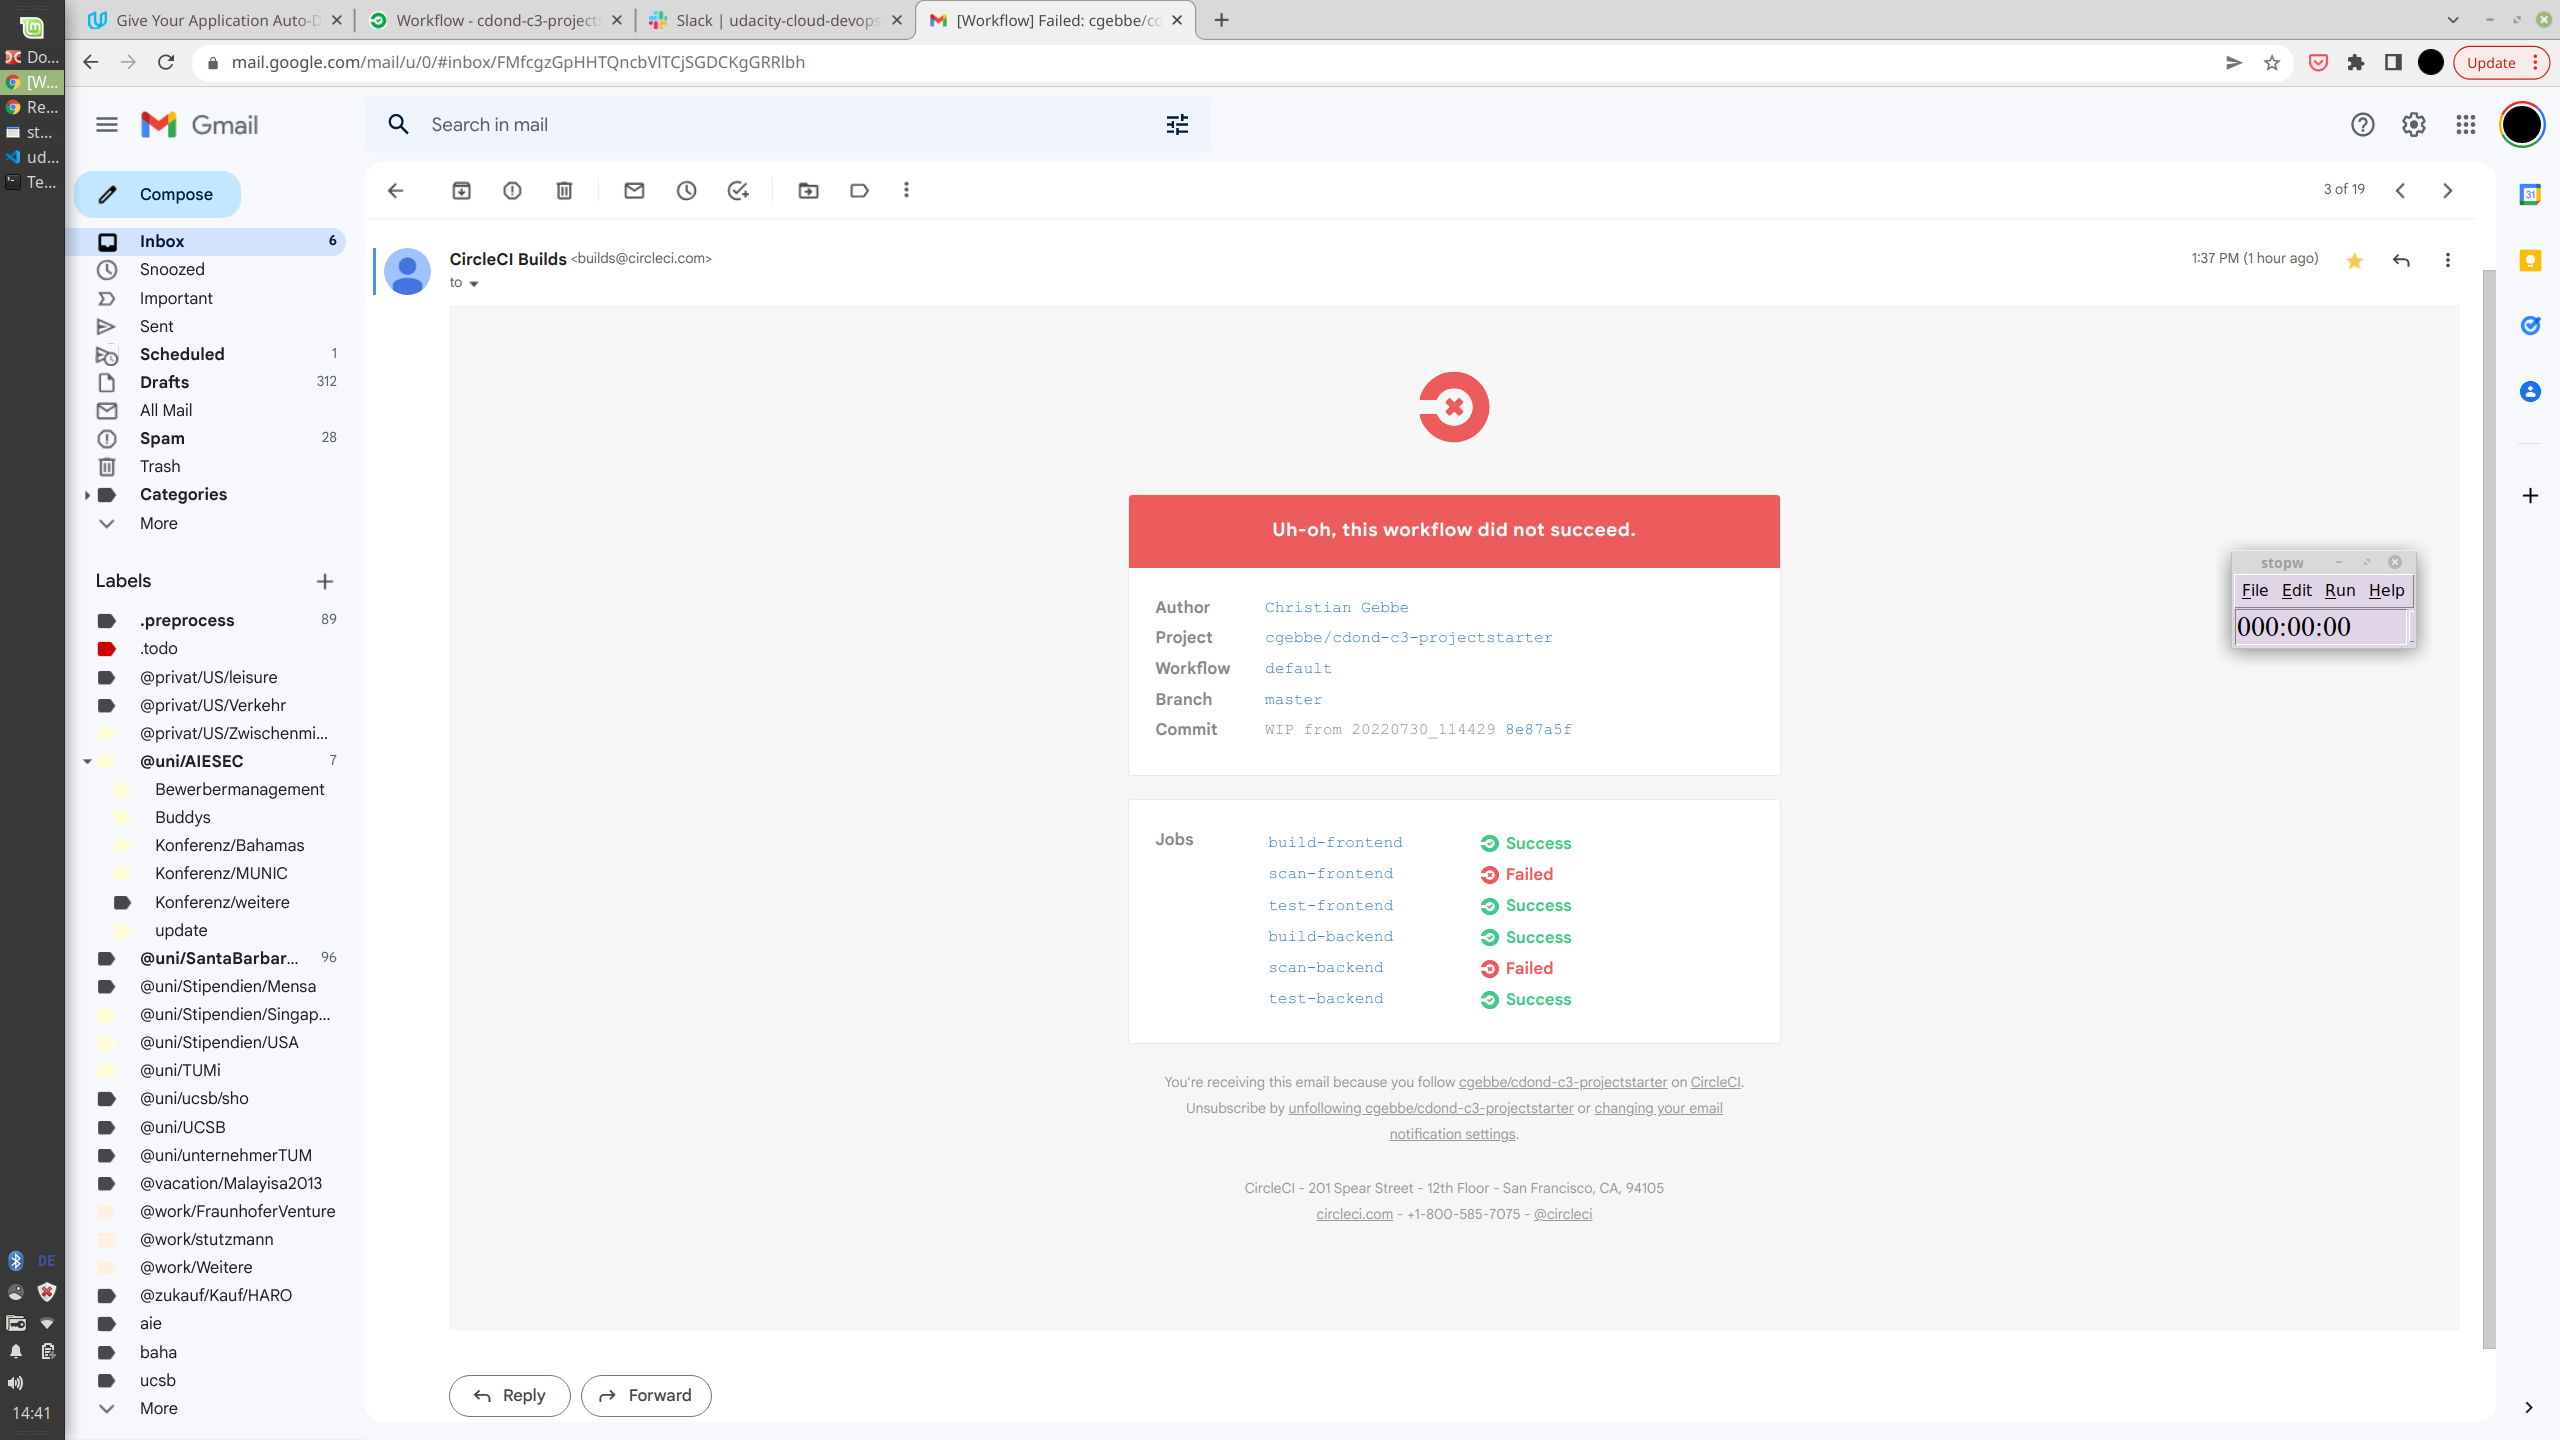 Give Your Application Auto-D
Workflow - cdond-c3-projects
Slack | udacity-cloud-devops
[Workflow] Failed: cgebbe/cd
Do...
[W...
Re...
st...
ud...
Te...
mail.google.com/mail/u/0/#inbox/FMfcgzGpHHTQncbVlTCjSGDCKgGRRlbh
Update
Gmail
Search in mail
Compose
3 of 19
Inbox 6
Snoozed
Important
Sent
Scheduled 1
Drafts 312
All Mail
Spam 28
Trash
Categories
More
Labels
.preprocess 89
.todo
@privat/US/leisure
@privat/US/Verkehr
@privat/US/Zwischenmi...
@uni/AIESEC 7
Bewerbermanagement
Buddys
Konferenz/Bahamas
Konferenz/MUNIC
Konferenz/weitere
update
@uni/SantaBarbar... 96
@uni/Stipendien/Mensa
@uni/Stipendien/Singap...
@uni/Stipendien/USA
@uni/TUMi
@uni/ucsb/sho
@uni/UCSB
@uni/unternehmerTUM
@vacation/Malayisa2013
@work/FraunhoferVenture
@work/stutzmann
@work/Weitere
@zukauf/Kauf/HARO
aie
baha
ucsb
More
DE
14:41
CircleCI Builds <builds@circleci.com>
1:37 PM (1 hour ago)
to
Uh-oh, this workflow did not succeed.
Author Christian Gebbe
Project cgebbe/cdond-c3-projectstarter
Workflow default
Branch master
Commit WIP from 20220730_114429 8e87a5f
Jobs build-frontend Success
scan-frontend Failed
test-frontend Success
build-backend Success
scan-backend Failed
test-backend Success
You're receiving this email because you follow cgebbe/cdond-c3-projectstarter on CircleCI.
Unsubscribe by unfollowing cgebbe/cdond-c3-projectstarter or changing your email
notification settings.
CircleCI - 201 Spear Street - 12th Floor - San Francisco, CA, 94105
circleci.com - +1-800-585-7075 - @circleci
Reply
Forward
31
stopw
File Edit Run Help
000:00:00